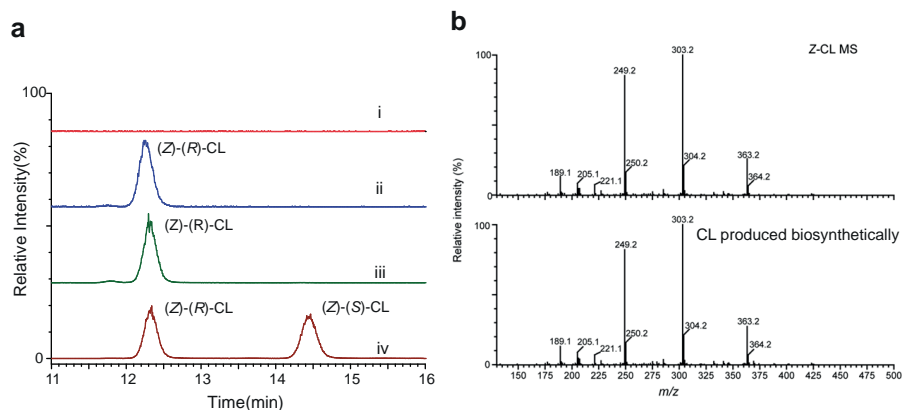 a
100
Relative Intensity(%)
0
i
(Z)-(R)-CL
ii
(Z)-(R)-CL
iii
(Z)-(R)-CL
(Z)-(S)-CL
iv
11 12 13 14 15 16
Time(min)
b
100
Relative intensity (%)
0
Z-CL MS
303.2
249.2
363.2
304.2
250.2
189.1
205.1
221.1
364.2
100
0
CL produced biosynthetically
303.2
249.2
363.2
304.2
250.2
189.1
205.1
221.1
364.2
150 175 200 225 250 275 300 325 350 375 400 425 450 475 500
m/z